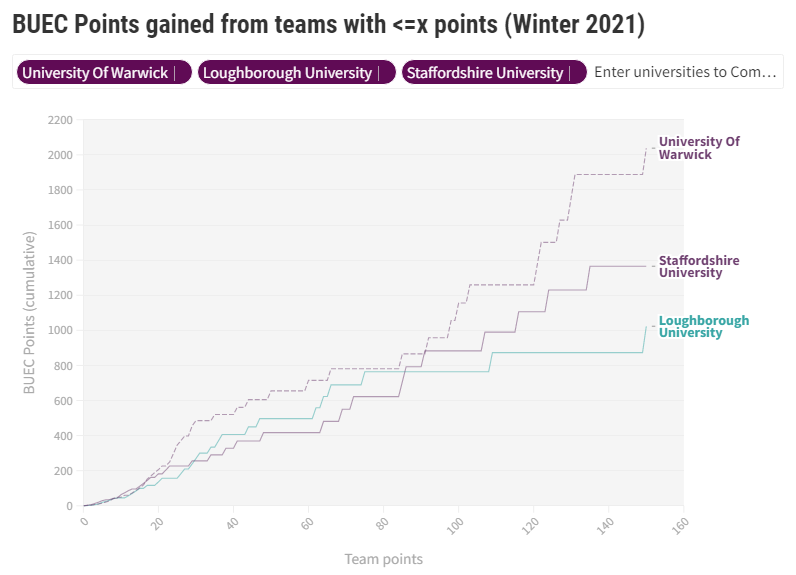 BUEC Points gained from teams with <=x points (Winter 2021)
University Of Warwick | Loughborough University | Staffordshire University | Enter universities to Com…
2200
2000
1800
1600
1400
1200
1000
800
600
400
200
0
BUEC Points (cumulative)
0 20 40 60 80 100 120 140 160
Team points
University Of
Warwick
Staffordshire
University
Loughborough
University